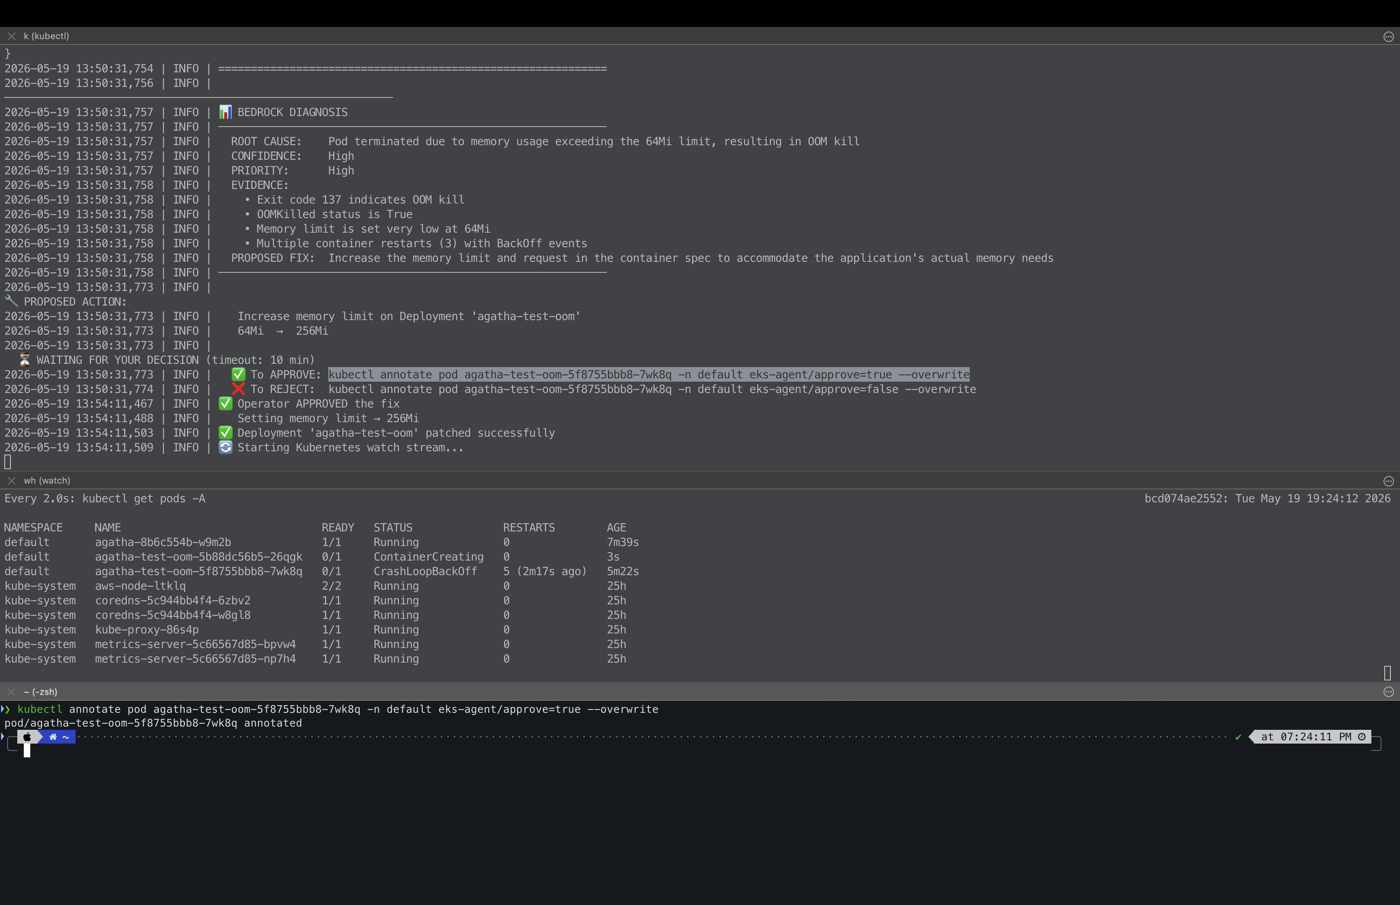 k (kubectl)
}
2026-05-19 13:50:31,754 | INFO | ============================================================
2026-05-19 13:50:31,756 | INFO |
────────────────────────────────────────────────────────────
2026-05-19 13:50:31,757 | INFO | 📊 BEDROCK DIAGNOSIS
2026-05-19 13:50:31,757 | INFO | ────────────────────────────────────────────────────────────
2026-05-19 13:50:31,757 | INFO |   ROOT CAUSE:    Pod terminated due to memory usage exceeding the 64Mi limit, resulting in OOM kill
2026-05-19 13:50:31,757 | INFO |   CONFIDENCE:    High
2026-05-19 13:50:31,757 | INFO |   PRIORITY:      High
2026-05-19 13:50:31,758 | INFO |   EVIDENCE:
2026-05-19 13:50:31,758 | INFO |     • Exit code 137 indicates OOM kill
2026-05-19 13:50:31,758 | INFO |     • OOMKilled status is True
2026-05-19 13:50:31,758 | INFO |     • Memory limit is set very low at 64Mi
2026-05-19 13:50:31,758 | INFO |     • Multiple container restarts (3) with BackOff events
2026-05-19 13:50:31,758 | INFO |   PROPOSED FIX:  Increase the memory limit and request in the container spec to accommodate the application's actual memory needs
2026-05-19 13:50:31,758 | INFO | ────────────────────────────────────────────────────────────
2026-05-19 13:50:31,773 | INFO |
🔧 PROPOSED ACTION:
2026-05-19 13:50:31,773 | INFO |    Increase memory limit on Deployment 'agatha-test-oom'
2026-05-19 13:50:31,773 | INFO |    64Mi  →  256Mi
2026-05-19 13:50:31,773 | INFO |
⏳ WAITING FOR YOUR DECISION (timeout: 10 min)
2026-05-19 13:50:31,773 | INFO |   ✅ To APPROVE: kubectl annotate pod agatha-test-oom-5f8755bbb8-7wk8q -n default eks-agent/approve=true --overwrite
2026-05-19 13:50:31,774 | INFO |   ❌ To REJECT:  kubectl annotate pod agatha-test-oom-5f8755bbb8-7wk8q -n default eks-agent/approve=false --overwrite
2026-05-19 13:54:11,467 | INFO | ✅ Operator APPROVED the fix
2026-05-19 13:54:11,488 | INFO |    Setting memory limit → 256Mi
2026-05-19 13:54:11,503 | INFO | ✅ Deployment 'agatha-test-oom' patched successfully
2026-05-19 13:54:11,509 | INFO | 🔄 Starting Kubernetes watch stream...
wh (watch)
Every 2.0s: kubectl get pods -A    bcd074ae2552: Tue May 19 19:24:12 2026
NAMESPACE     NAME                               READY   STATUS              RESTARTS        AGE
default       agatha-8b6c554b-w9m2b              1/1     Running             0               7m39s
default       agatha-test-oom-5b88dc56b5-26qgk   0/1     ContainerCreating   0               3s
default       agatha-test-oom-5f8755bbb8-7wk8q   0/1     CrashLoopBackOff    5 (2m17s ago)   5m22s
kube-system   aws-node-ltklq                     2/2     Running             0               25h
kube-system   coredns-5c944bb4f4-6zbv2           1/1     Running             0               25h
kube-system   coredns-5c944bb4f4-w8gl8           1/1     Running             0               25h
kube-system   kube-proxy-86s4p                   1/1     Running             0               25h
kube-system   metrics-server-5c66567d85-bpvw4    1/1     Running             0               25h
kube-system   metrics-server-5c66567d85-np7h4    1/1     Running             0               25h
~ (-zsh)
❯ kubectl annotate pod agatha-test-oom-5f8755bbb8-7wk8q -n default eks-agent/approve=true --overwrite
pod/agatha-test-oom-5f8755bbb8-7wk8q annotated
~ ✔ at 07:24:11 PM